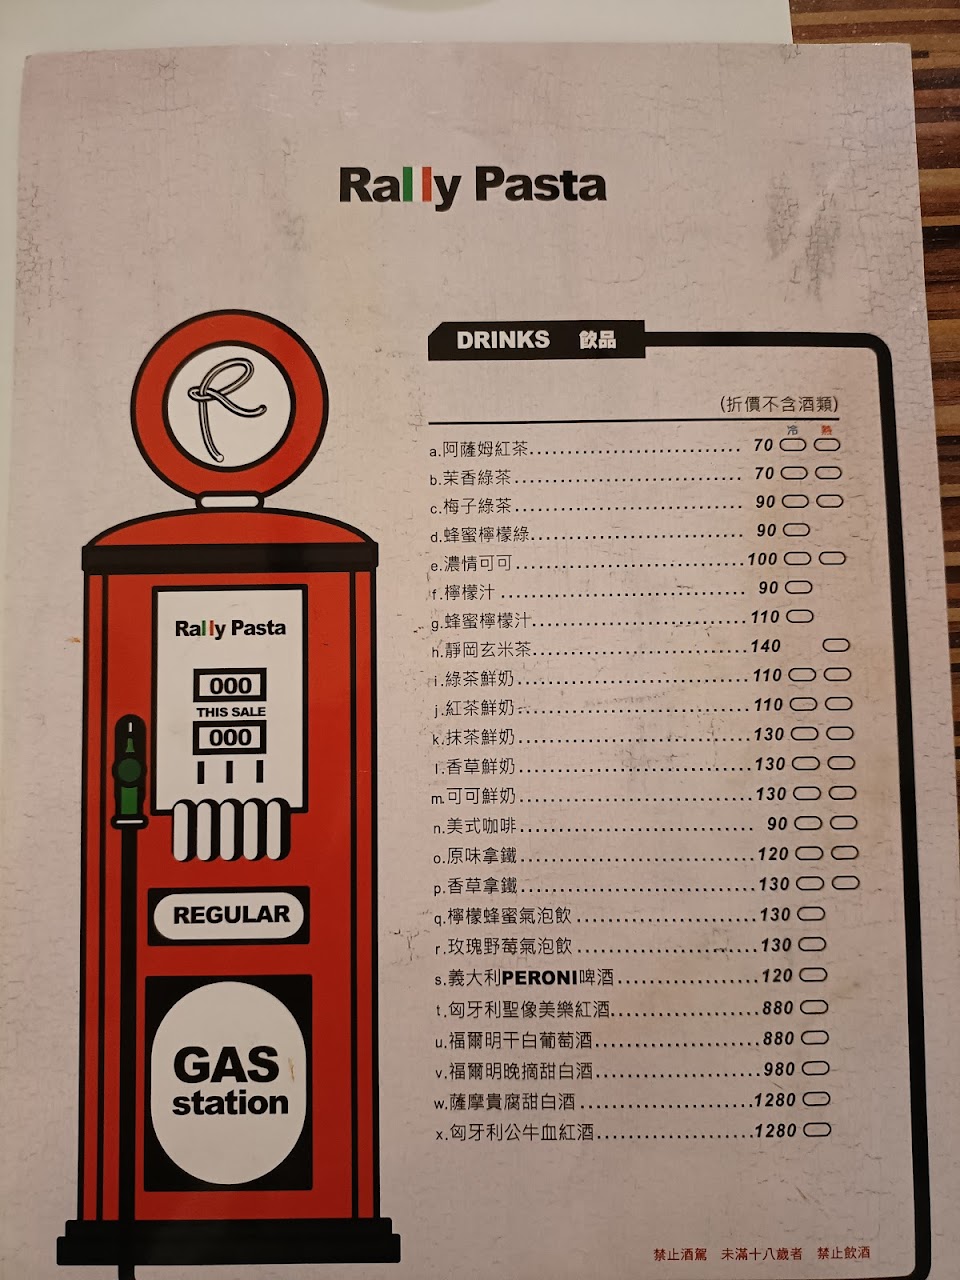 Rally Pasta
DRINKS 飲品
(折價不含酒類)
冷 熱
a.阿薩姆紅茶........................... 70
b.茉香綠茶............................. 70
c.梅子綠茶............................. 90
d.蜂蜜檸檬綠........................... 90
e.濃情可可.............................100
f.檸檬汁............................... 90
g.蜂蜜檸檬汁...........................110
h.靜岡玄米茶...........................140
i.綠茶鮮奶.............................110
j.紅茶鮮奶.............................110
k.抹茶鮮奶.............................130
l.香草鮮奶.............................130
m.可可鮮奶.............................130
n.美式咖啡............................. 90
o.原味拿鐵.............................120
p.香草拿鐵.............................130
q.檸檬蜂蜜氣泡飲.......................130
r.玫瑰野莓氣泡飲.......................130
s.義大利PERONI啤酒.....................120
t.匈牙利聖像美樂紅酒...................880
u.福爾明干白葡萄酒.....................880
v.福爾明晚摘甜白酒.....................980
w.薩摩貴腐甜白酒......................1280
x.匈牙利公牛血紅酒....................1280
禁止酒駕 未滿十八歲者 禁止飲酒
R
Rally Pasta
000
THIS SALE
000
REGULAR
GAS
station